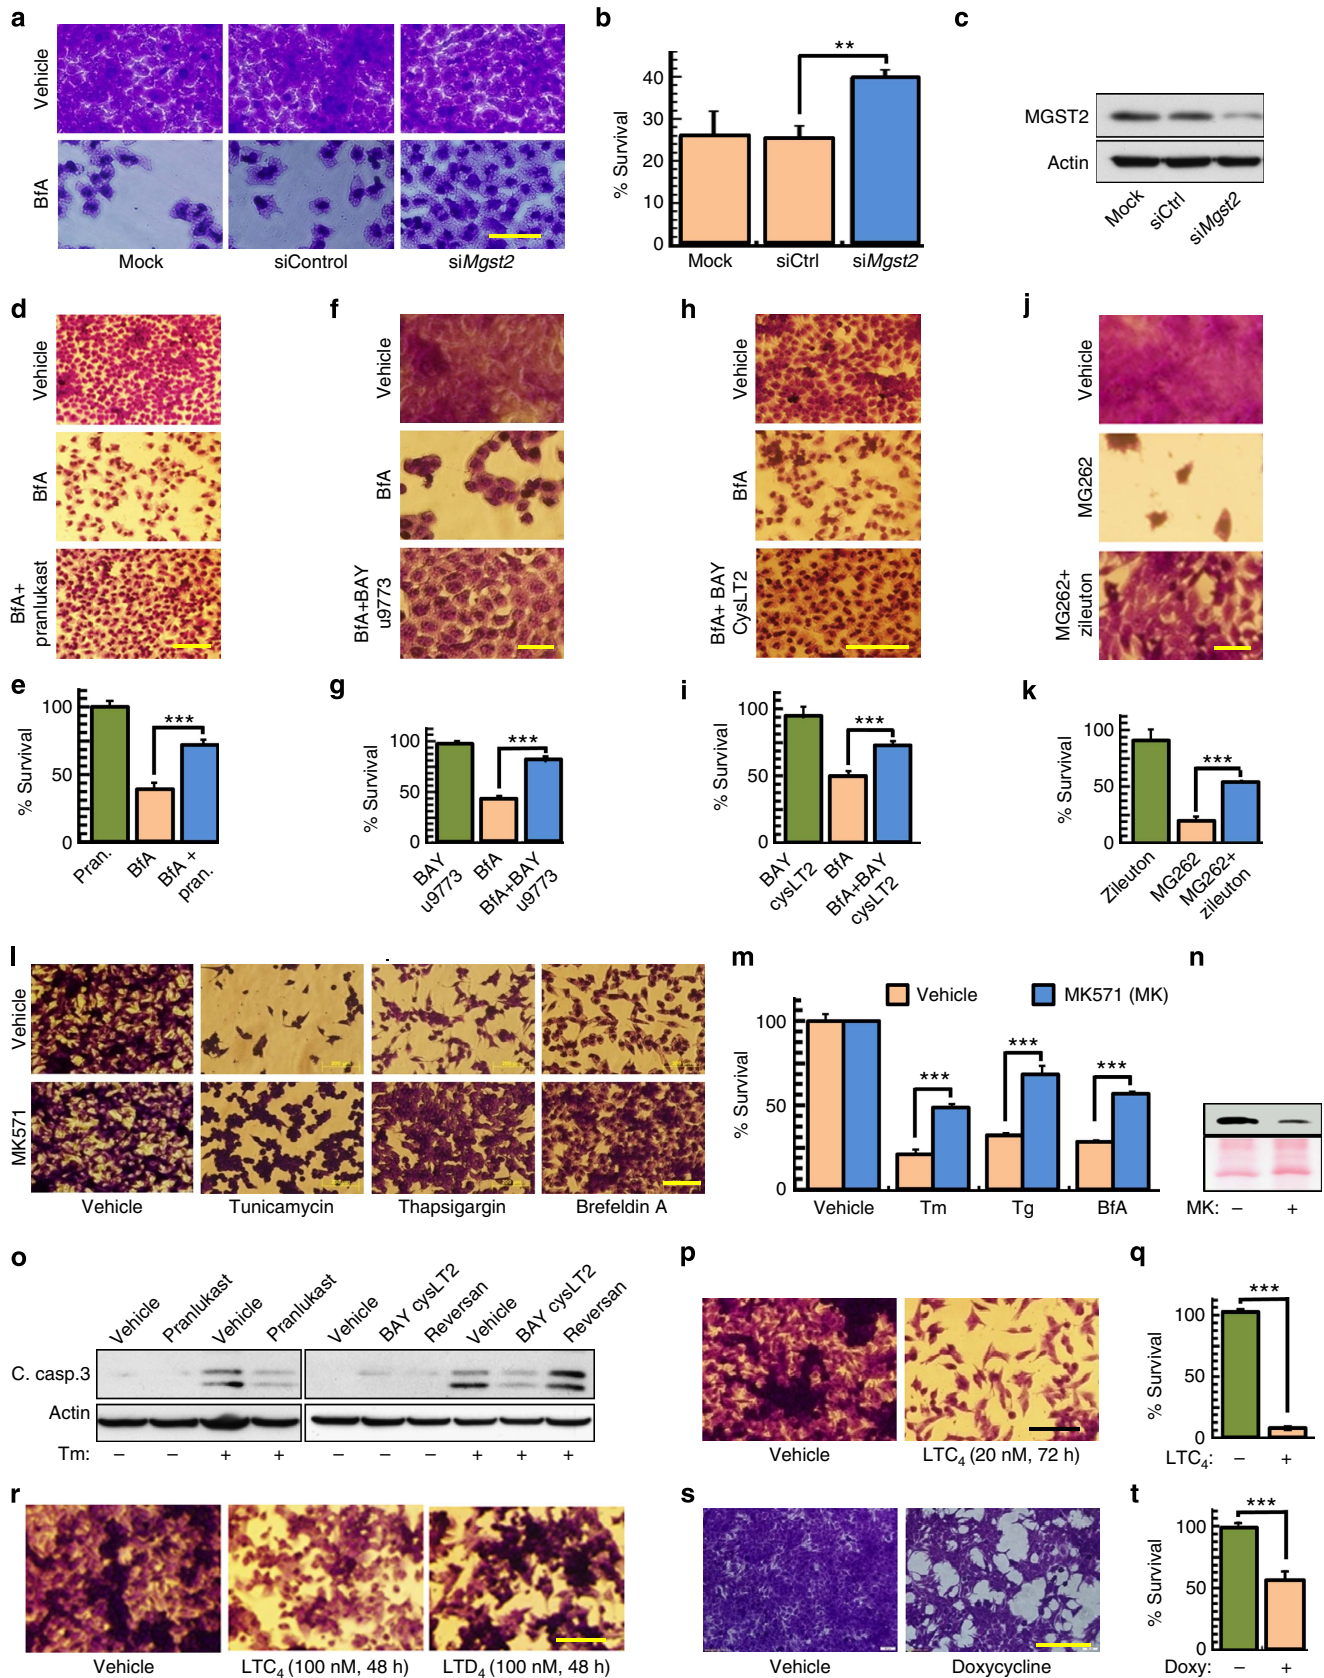 a
Vehicle
BfA
Mock
siControl
siMgst2
b
% Survival
40
30
20
10
0
**
Mock
siCtrl
siMgst2
c
MGST2
Actin
Mock
siCtrl
siMgst2
d
Vehicle
BfA
BfA+
pranlukast
f
Vehicle
BfA
BfA+BAY
u9773
h
Vehicle
BfA
BfA+ BAY
CysLT2
j
Vehicle
MG262
MG262+
zileuton
e
% Survival
100
50
0
***
Pran.
BfA
BfA +
pran.
g
% Survival
100
50
0
***
BAY
u9773
BfA
BfA+BAY
u9773
i
% Survival
100
50
0
***
BAY
cysLT2
BfA
BfA+BAY
cysLT2
k
% Survival
100
50
0
***
Zileuton
MG262
MG262+
zileuton
l
Vehicle
MK571
Vehicle
Tunicamycin
Thapsigargin
Brefeldin A
m
Vehicle
MK571 (MK)
% Survival
100
50
0
***
***
***
Vehicle
Tm
Tg
BfA
n
MK: – +
o
Vehicle
Pranlukast
Vehicle
Pranlukast
Vehicle
BAY cysLT2
Reversan
Vehicle
BAY cysLT2
Reversan
C. casp.3
Actin
Tm: – – + + – – – + + +
p
Vehicle
LTC4 (20 nM, 72 h)
q
% Survival
100
50
0
***
LTC4: – +
r
Vehicle
LTC4 (100 nM, 48 h)
LTD4 (100 nM, 48 h)
s
Vehicle
Doxycycline
t
% Survival
100
50
0
***
Doxy: – +